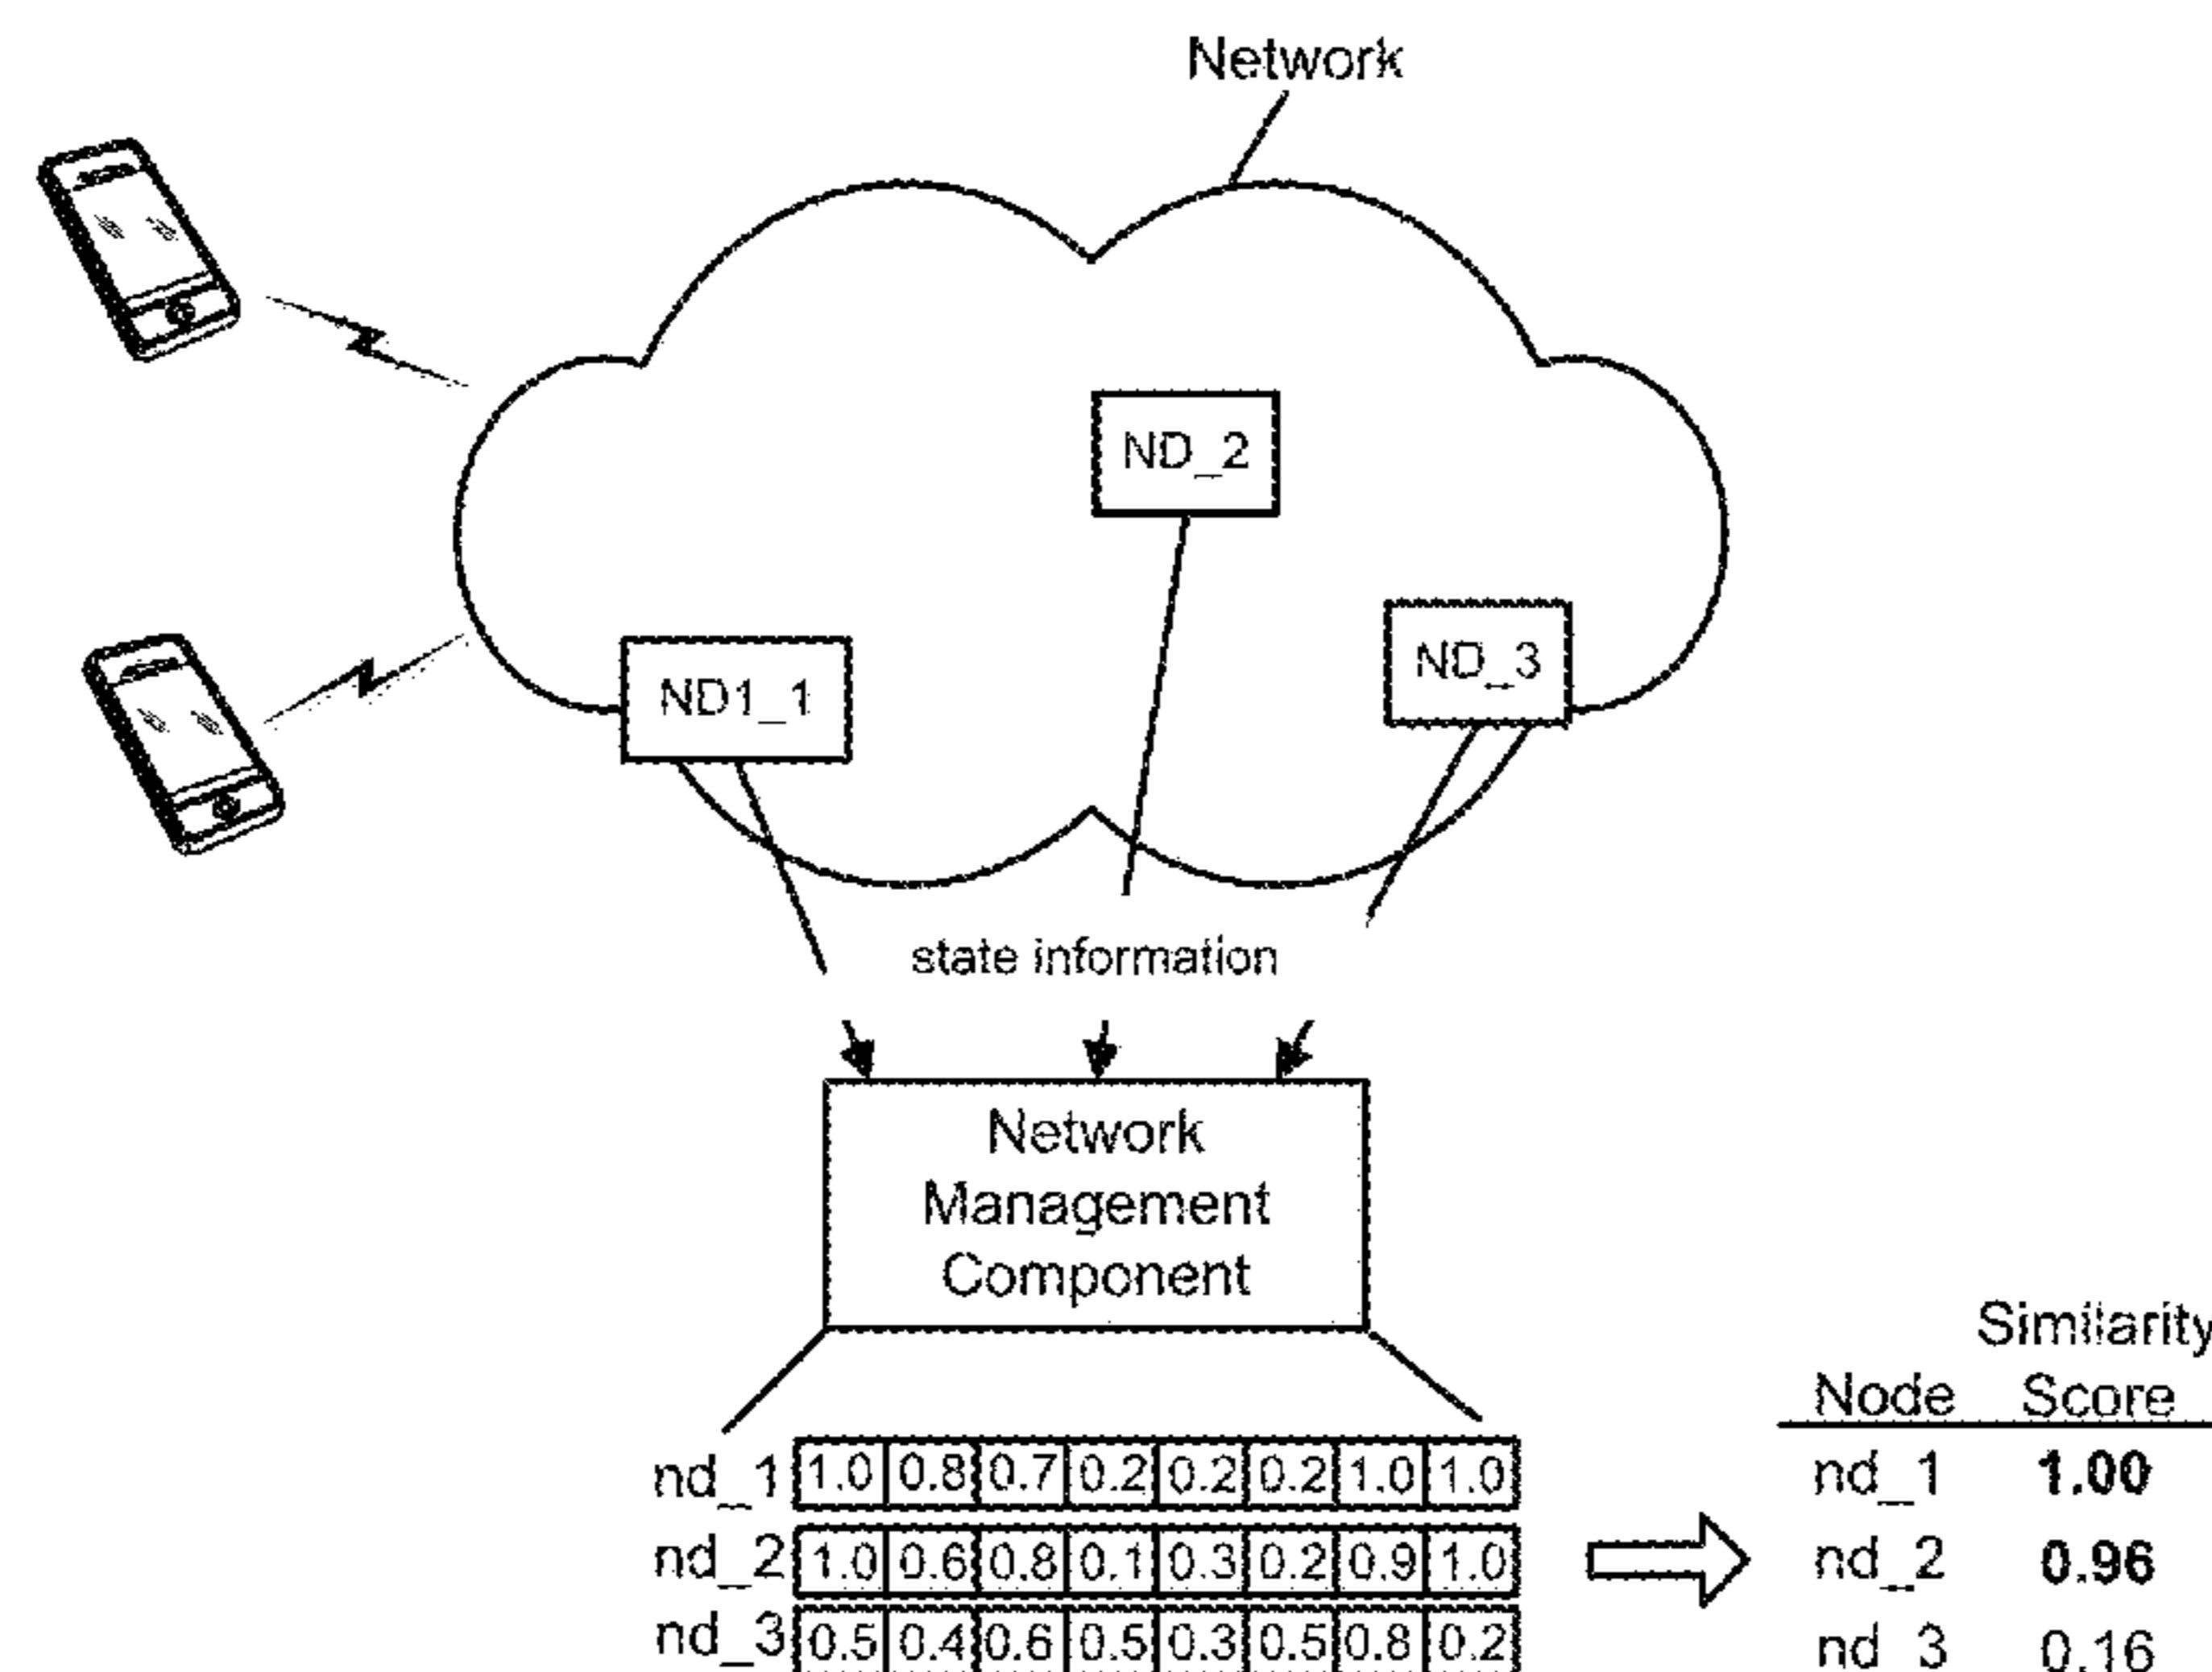 Network
ND_2
ND_3
ND1_1
state information
Network
Management
Component
Similarity
Node Score
nd_1 1.0 0.8 0.7 0.2 0.2 0.2 1.0 1.0
nd_1 1.00
nd_2 1.0 0.6 0.8 0.1 0.3 0.2 0.9 1.0
nd_2 0.96
nd_3 0.5 0.4 0.6 0.5 0.3 0.5 0.8 0.2
nd_3 0.16